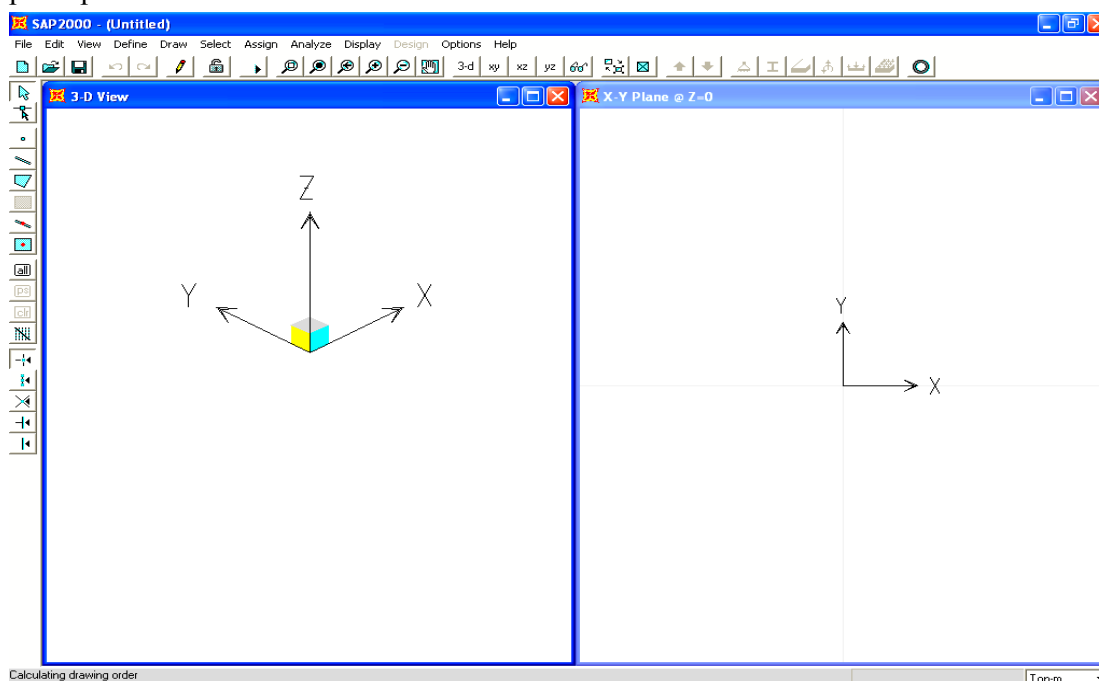 SAP2000 - (Untitled)
File Edit View Define Draw Select Assign Analyze Display Design Options Help
3-d xy xz yz
3-D View
X-Y Plane @ Z=0
all
ps
clr
Z
Y X
Y
X
Calculating drawing order
Ton-m